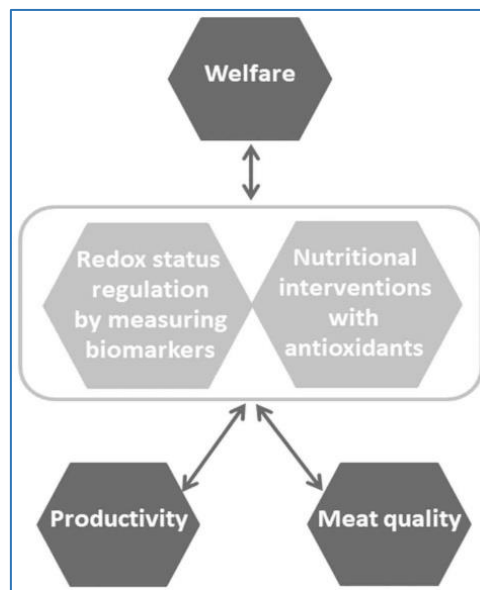 Welfare
Redox status
regulation
by measuring
biomarkers
Nutritional
interventions
with
antioxidants
Productivity
Meat quality